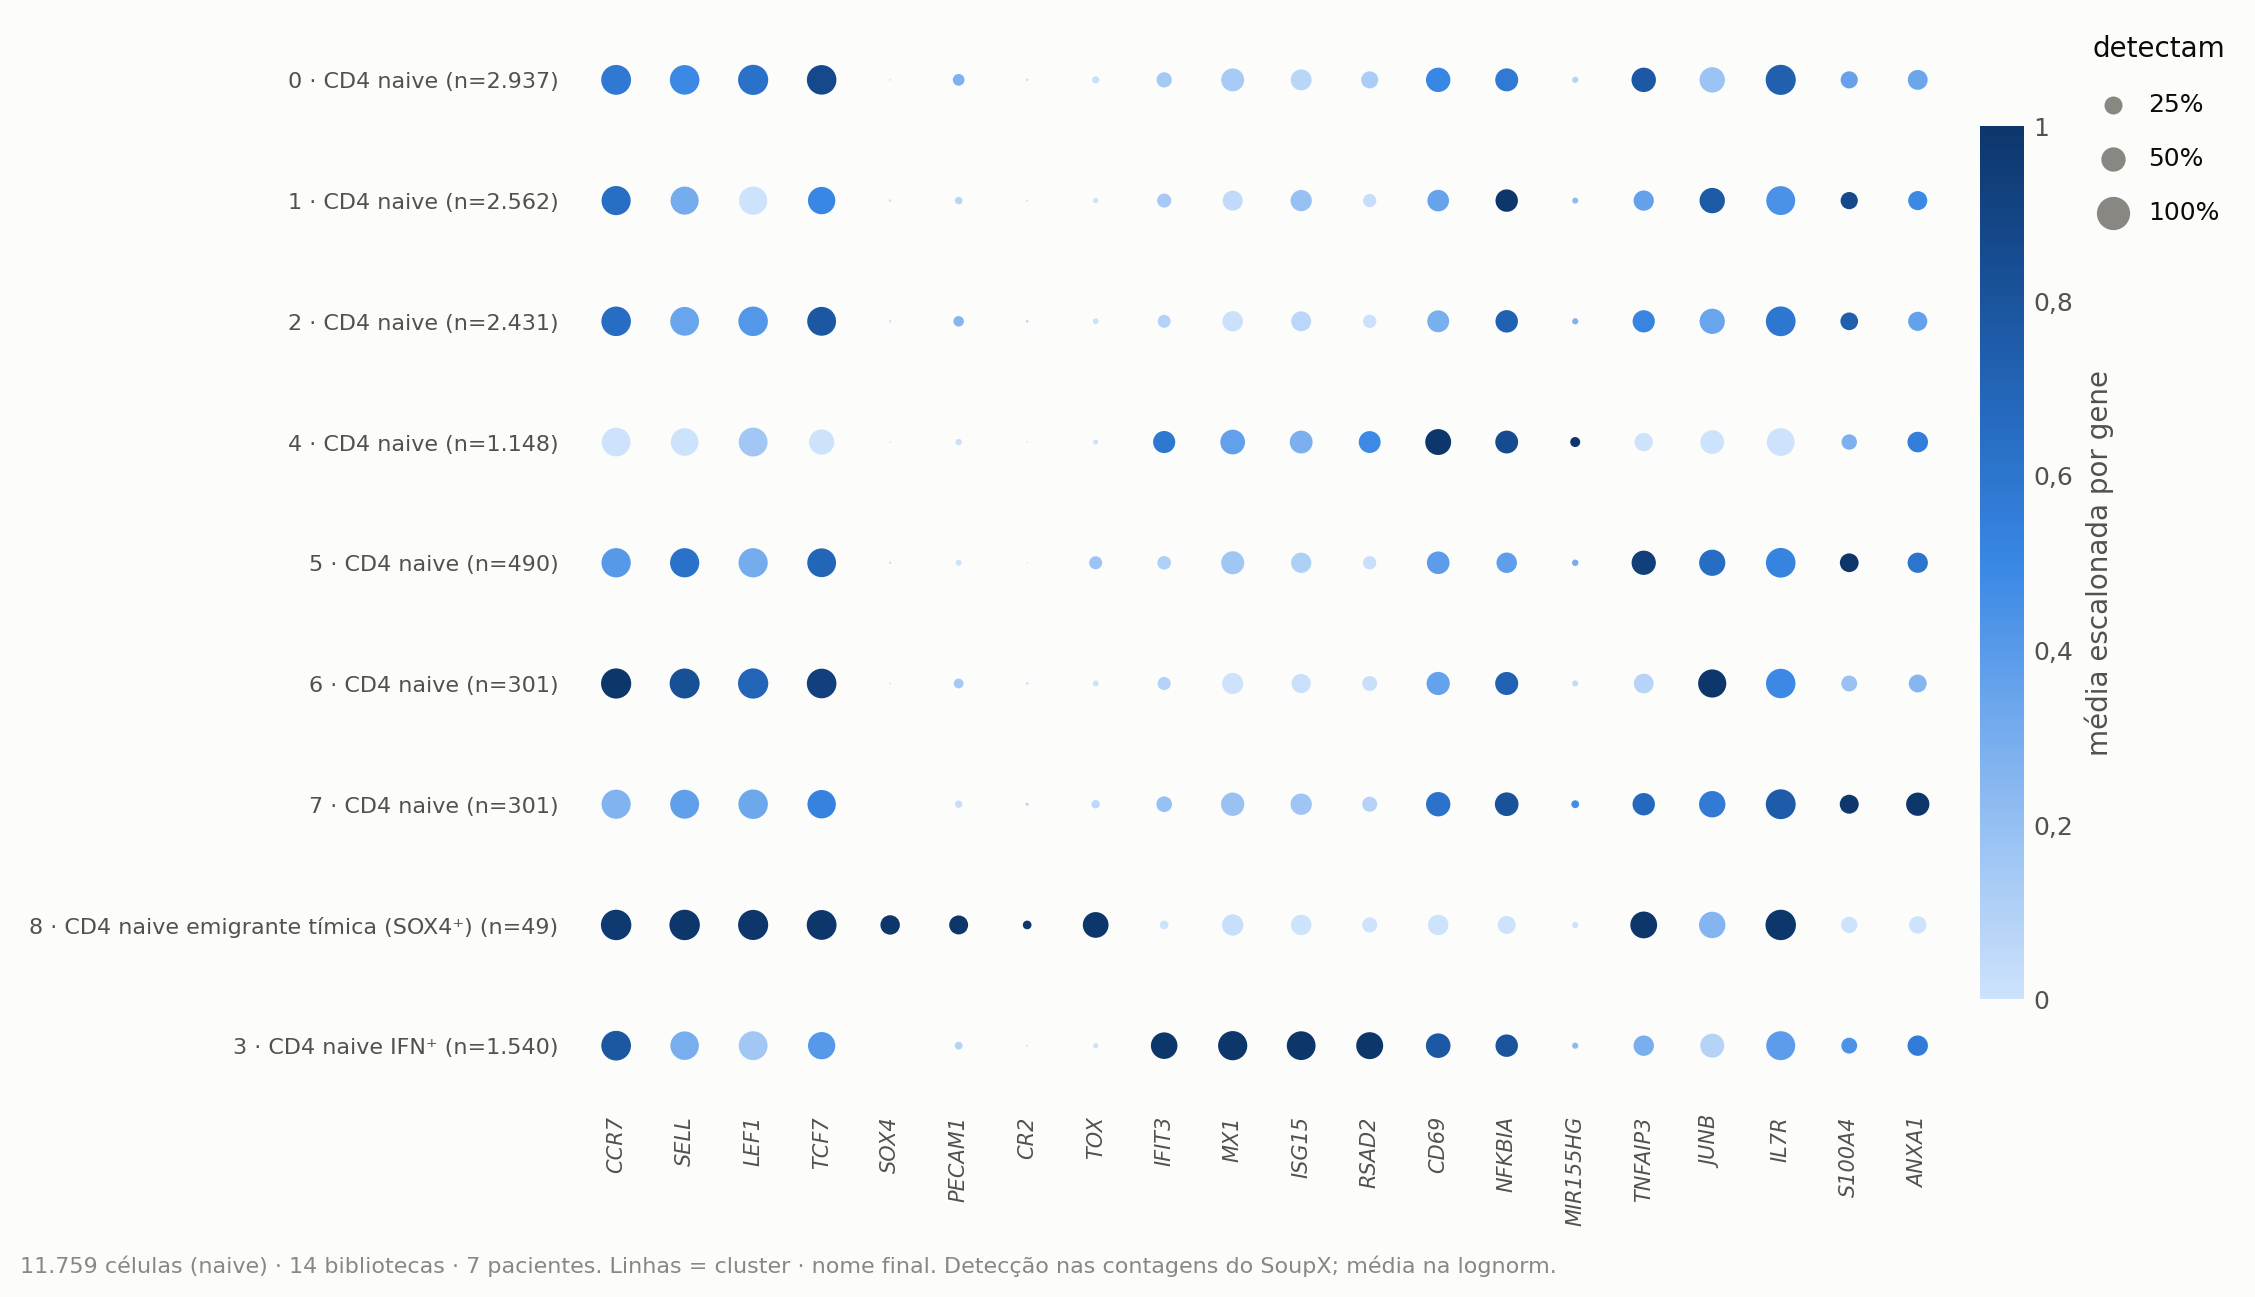 detectam
25%
50%
100%
0 · CD4 naive (n=2.937)
1 · CD4 naive (n=2.562)
2 · CD4 naive (n=2.431)
4 · CD4 naive (n=1.148)
5 · CD4 naive (n=490)
6 · CD4 naive (n=301)
7 · CD4 naive (n=301)
8 · CD4 naive emigrante tímica (SOX4⁺) (n=49)
3 · CD4 naive IFN⁺ (n=1.540)
1
0,8
0,6
0,4
0,2
0
média escalonada por gene
CCR7
SELL
LEF1
TCF7
SOX4
PECAM1
CR2
TOX
IFIT3
MX1
ISG15
RSAD2
CD69
NFKBIA
MIR155HG
TNFAIP3
JUNB
IL7R
S100A4
ANXA1
11.759 células (naive) · 14 bibliotecas · 7 pacientes. Linhas = cluster · nome final. Detecção nas contagens do SoupX; média na lognorm.